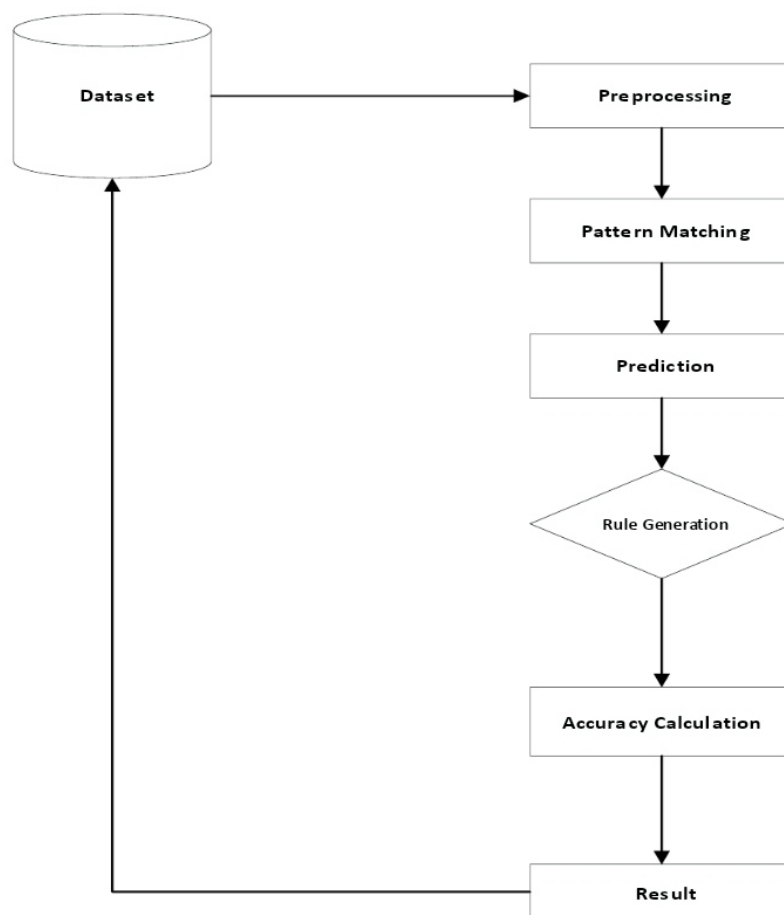 Dataset
Preprocessing
Pattern Matching
Prediction
Rule Generation
Accuracy Calculation
Result